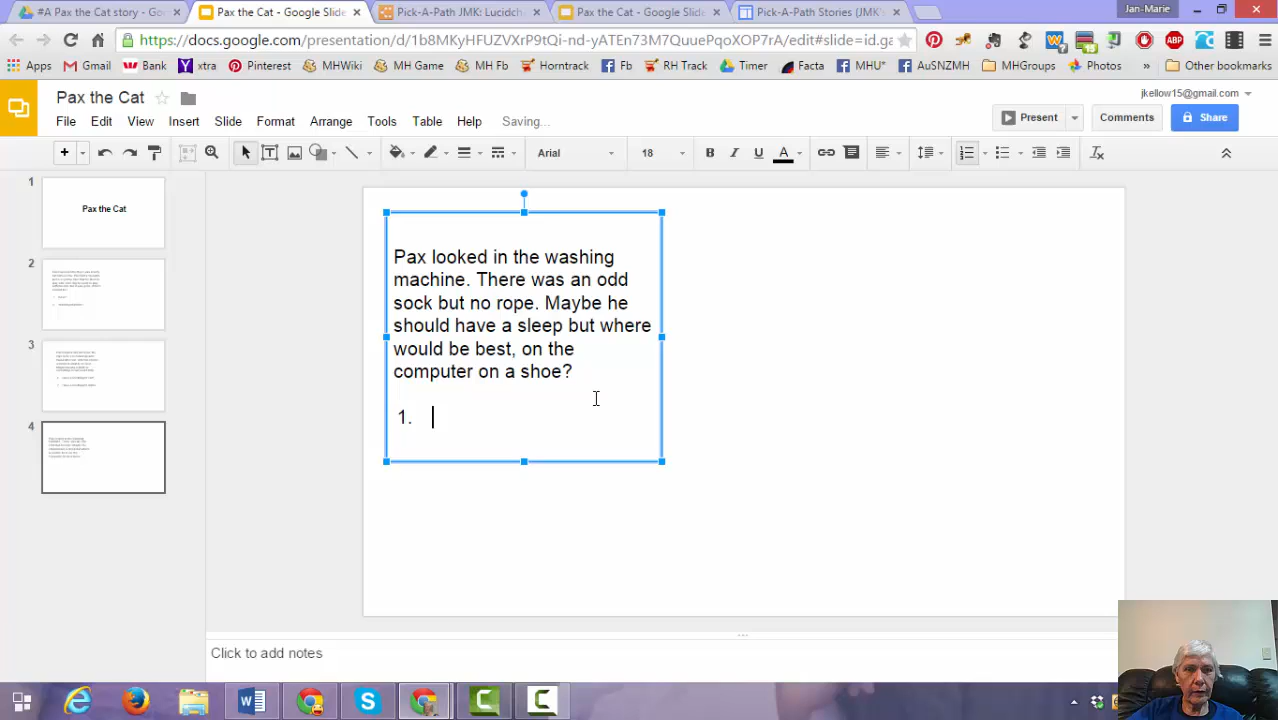 #A Pax the Cat story - Go
Pax the Cat - Google Slide
Pick-A-Path JMK: Lucidch
Pax the Cat - Google Slide
Pick-A-Path Stories (JMK's
Jan-Marie
https://docs.google.com/presentation/d/1b8MKyHFUZVXrP9tQi-nd-yATEn73M7QuuePqoXOP7rA/edit#slide=id.ga
Apps Gmail Bank xtra Pinterest MHWiki MH Game MH Fb Horntrack Fb RH Track Timer Facta MHU* AuSNZMH MHGroups Photos » Other bookmarks
Pax the Cat
jkellow15@gmail.com
File Edit View Insert Slide Format Arrange Tools Table Help Saving...
Present Comments Share
Arial 18 B I U A
1
Pax the Cat
2
3
4
Pax looked in the washing
machine. There was an odd
sock but no rope. Maybe he
should have a sleep but where
would be best, on the
computer on a shoe?
1.
Click to add notes